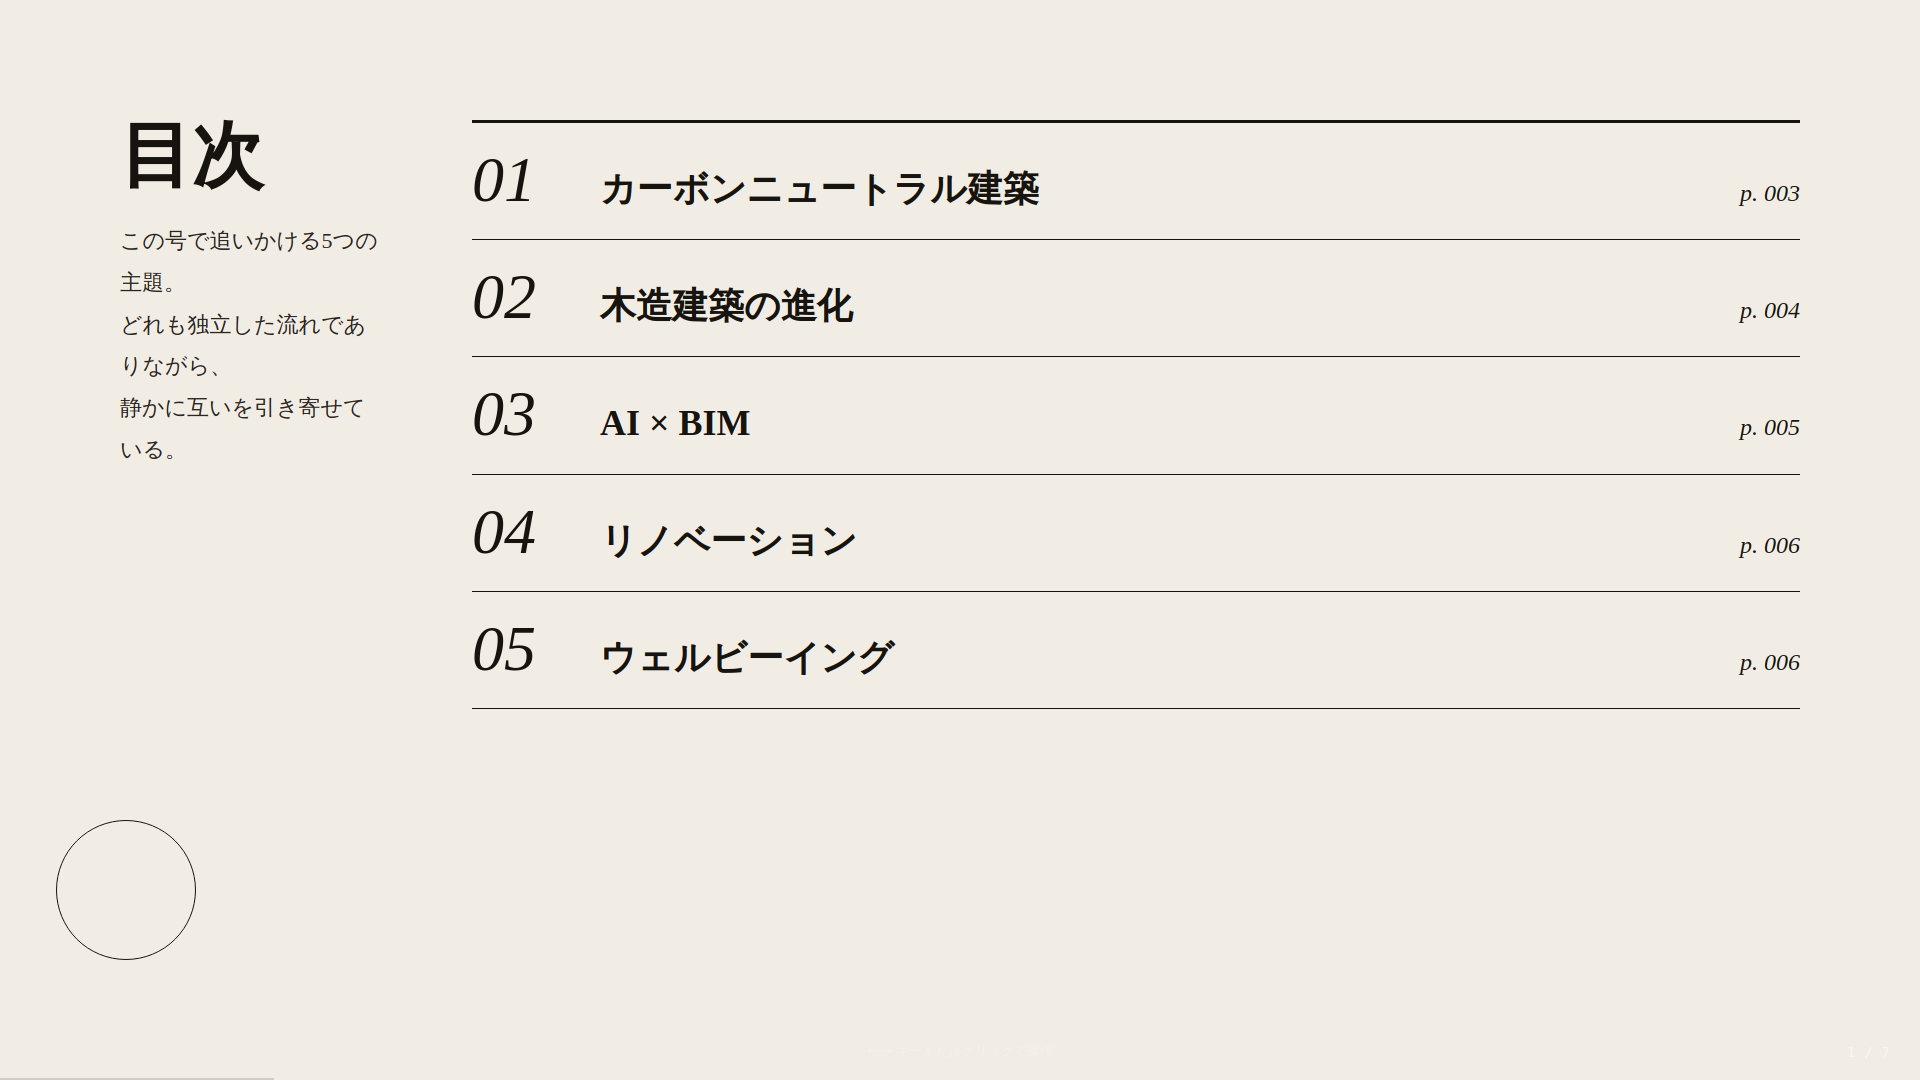 目次
この号で追いかける5つの
主題。
どれも独立した流れであ
りながら、
静かに互いを引き寄せて
いる。
01 カーボンニュートラル建築 p. 003
02 木造建築の進化 p. 004
03 AI × BIM p. 005
04 リノベーション p. 006
05 ウェルビーイング p. 006
1 / 7